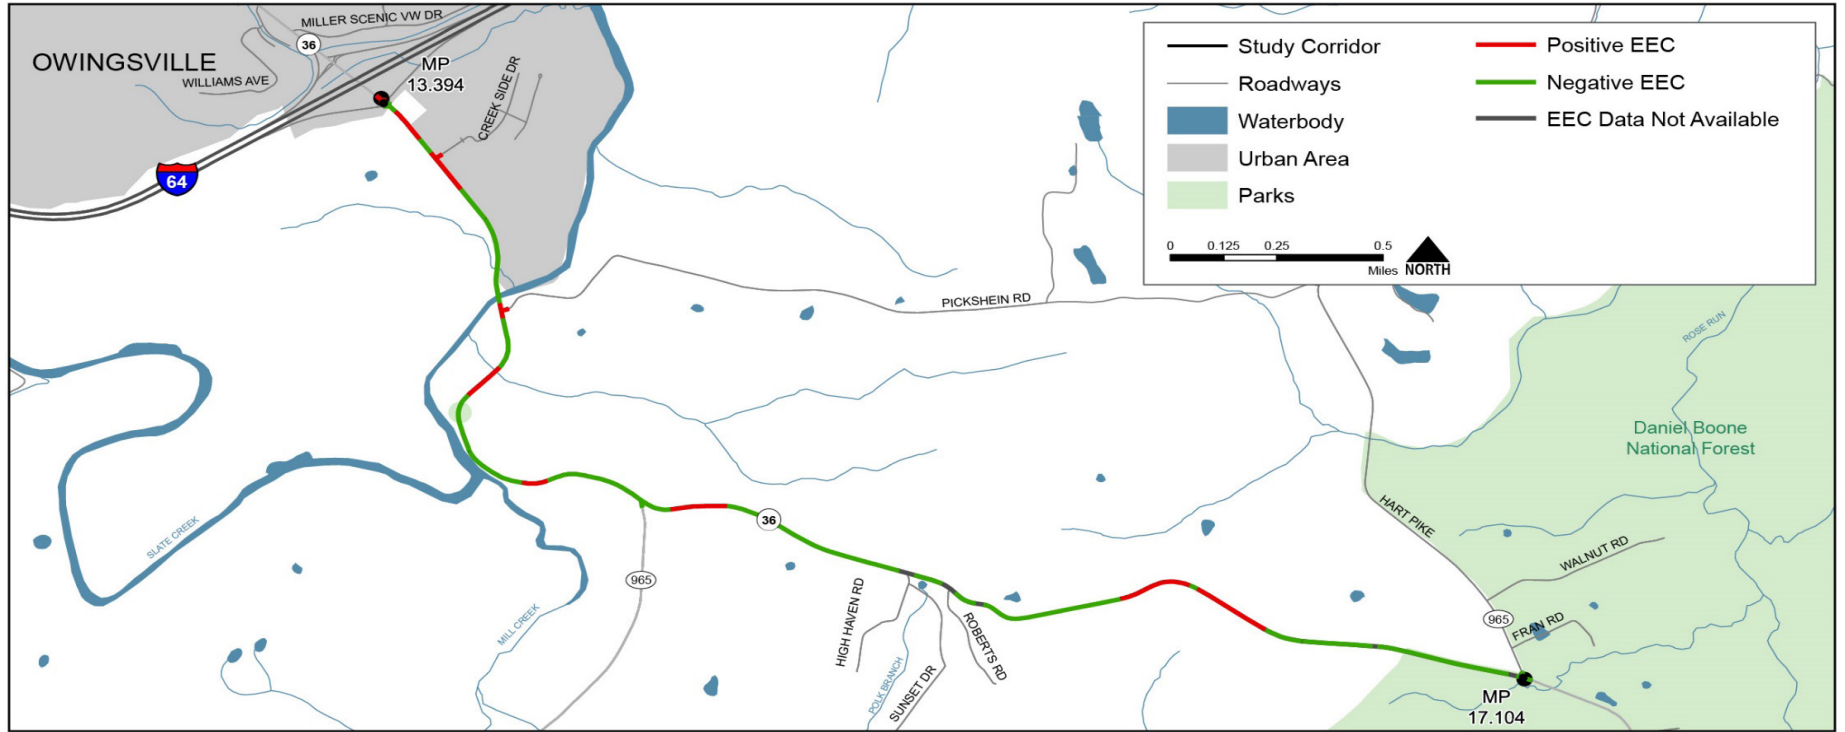 MILLER SCENIC VW DR
36
OWINGSVILLE
WILLIAMS AVE
MP
13.394
CREEK SIDE DR
64
Study Corridor
Roadways
Waterbody
Urban Area
Parks
Positive EEC
Negative EEC
EEC Data Not Available
0 0.125 0.25 0.5
Miles
NORTH
PICKSHEIN RD
ROSE RUN
Daniel Boone
National Forest
HART PIKE
WALNUT RD
FRAN RD
965
36
SLATE CREEK
MILL CREEK
965
HIGH HAVEN RD
POLK BRANCH
SUNSET DR
ROBERTS RD
MP
17.104